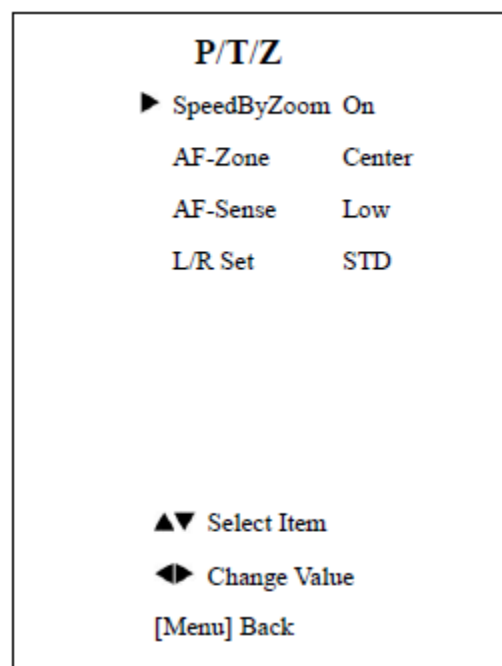 P/T/Z
▶ SpeedByZoom On
AF-Zone Center
AF-Sense Low
L/R Set STD
▲▼ Select Item
◀▶ Change Value
[Menu] Back